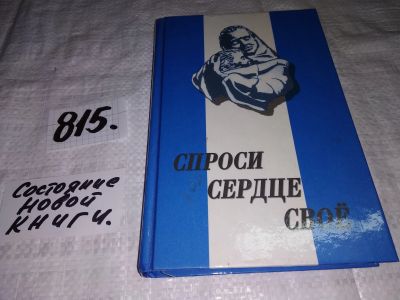 815.
Состояние
новой
книги.
СПРОСИ
СЕРДЦЕ
СВОЁ